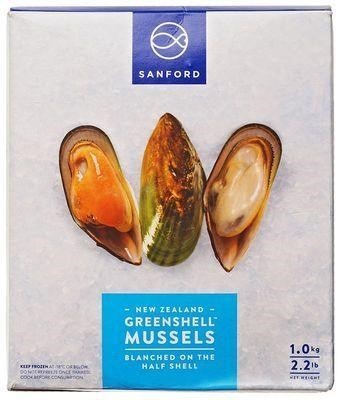 SANFORD
– NEW ZEALAND –
GREENSHELL™
MUSSELS
BLANCHED ON THE
HALF SHELL
1.0kg
2.2lb
NET WEIGHT
KEEP FROZEN AT -18°C OR BELOW.
DO NOT REFREEZE ONCE THAWED.
COOK BEFORE CONSUMPTION.